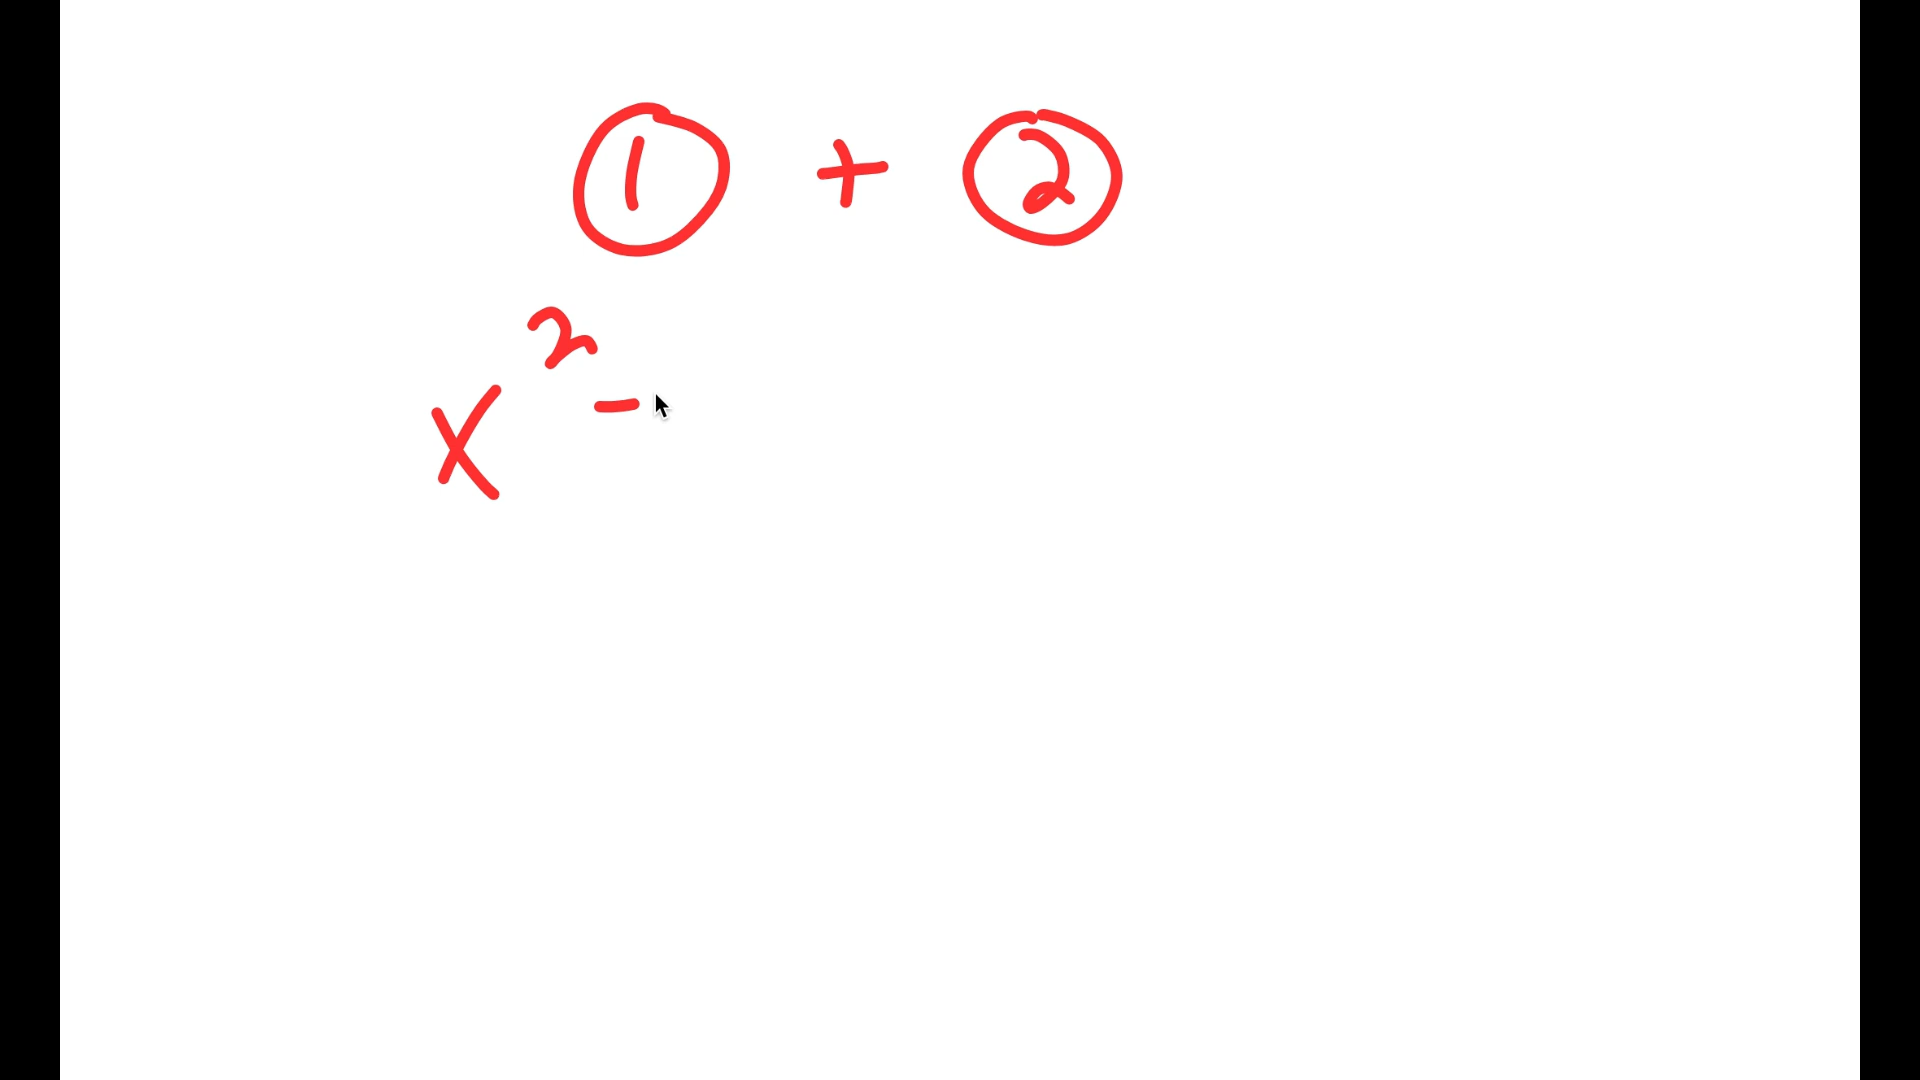 ① + ②
x² -